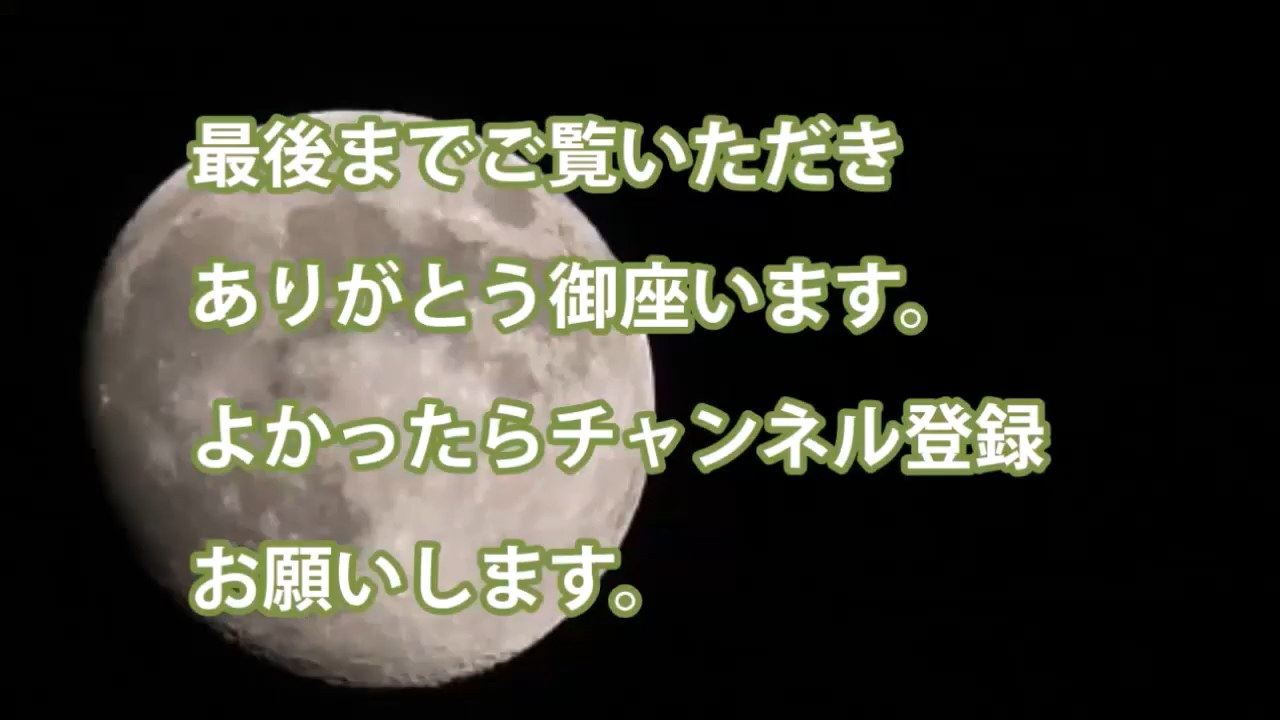 最後までご覧いただき
ありがとう御座います。
よかったらチャンネル登録
お願いします。